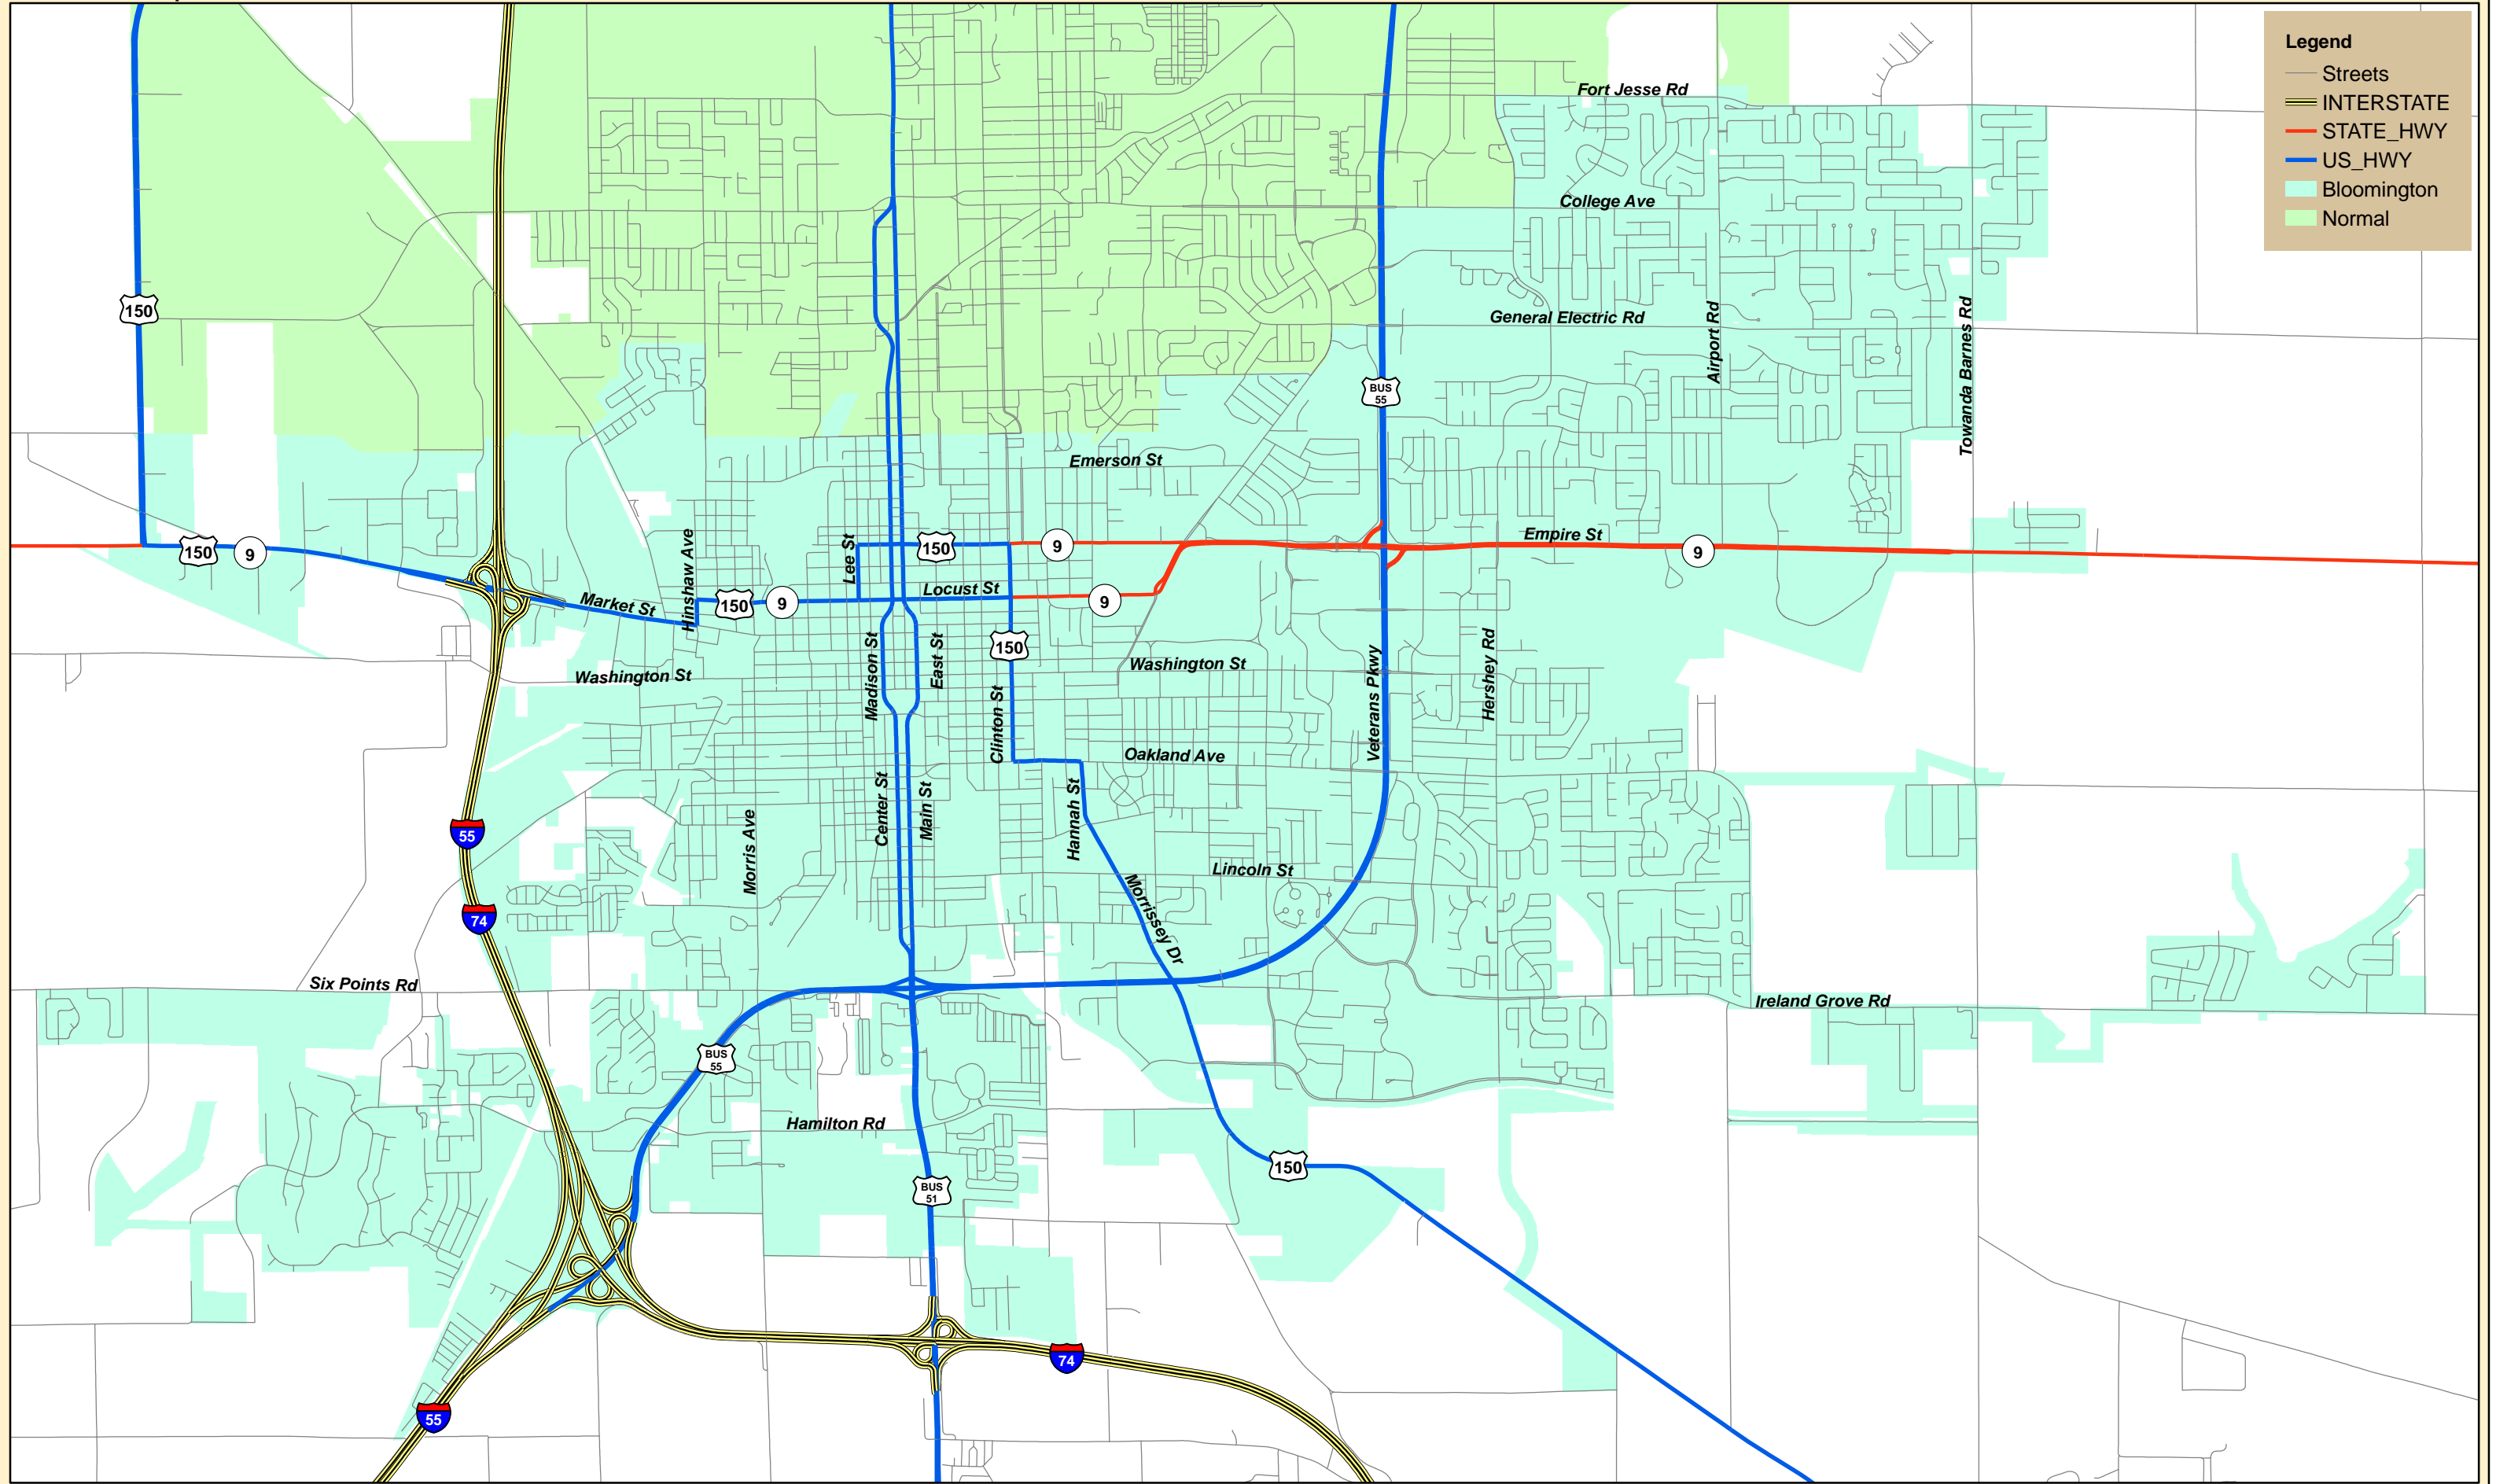 Legend
Streets
INTERSTATE
STATE_HWY
US_HWY
Bloomington
Normal
Fort Jesse Rd
College Ave
150
General Electric Rd
Airport Rd
Towanda Barnes Rd
BUS
55
Emerson St
150
9
Hinshaw Ave
Lee St
150
9
Empire St
9
Market St
150
9
Locust St
9
Madison St
East St
150
Washington St
Washington St
Clinton St
Veterans Pkwy
Hershey Rd
Oakland Ave
55
Morris Ave
Center St
Main St
Hannah St
Lincoln St
74
Morrissey Dr
Six Points Rd
Ireland Grove Rd
BUS
55
Hamilton Rd
150
BUS
51
74
55